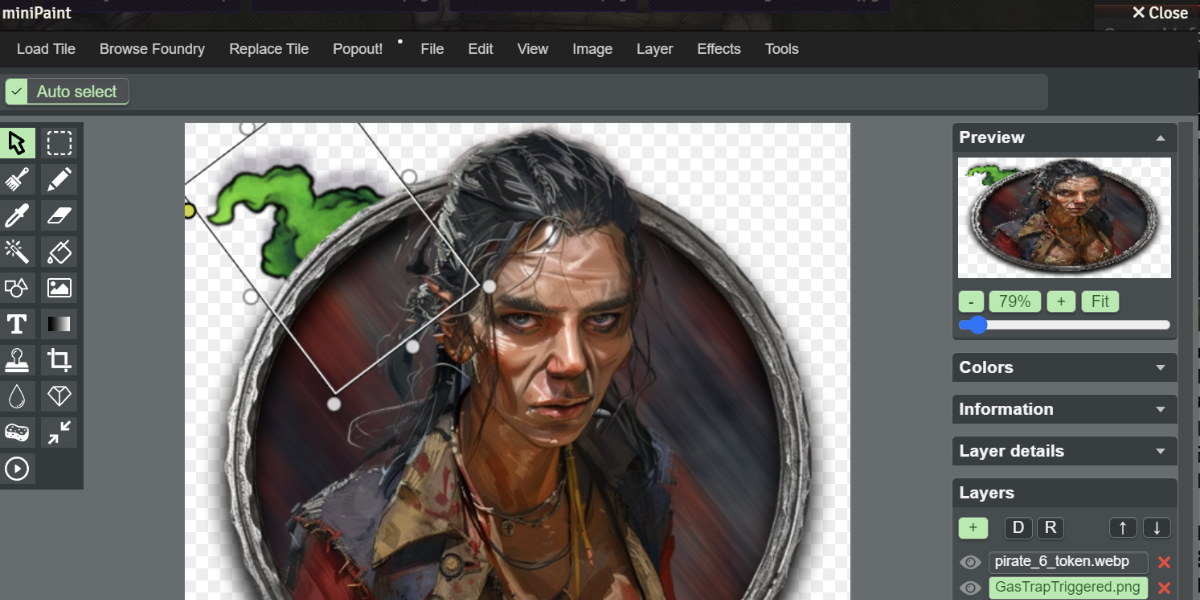 miniPaint
✕ Close
Load Tile Browse Foundry Replace Tile Popout! File Edit View Image Layer Effects Tools
Auto select
Preview
- 79% + Fit
Colors
Information
Layer details
Layers
+ D R ↑ ↓
pirate_6_token.webp
GasTrapTriggered.png